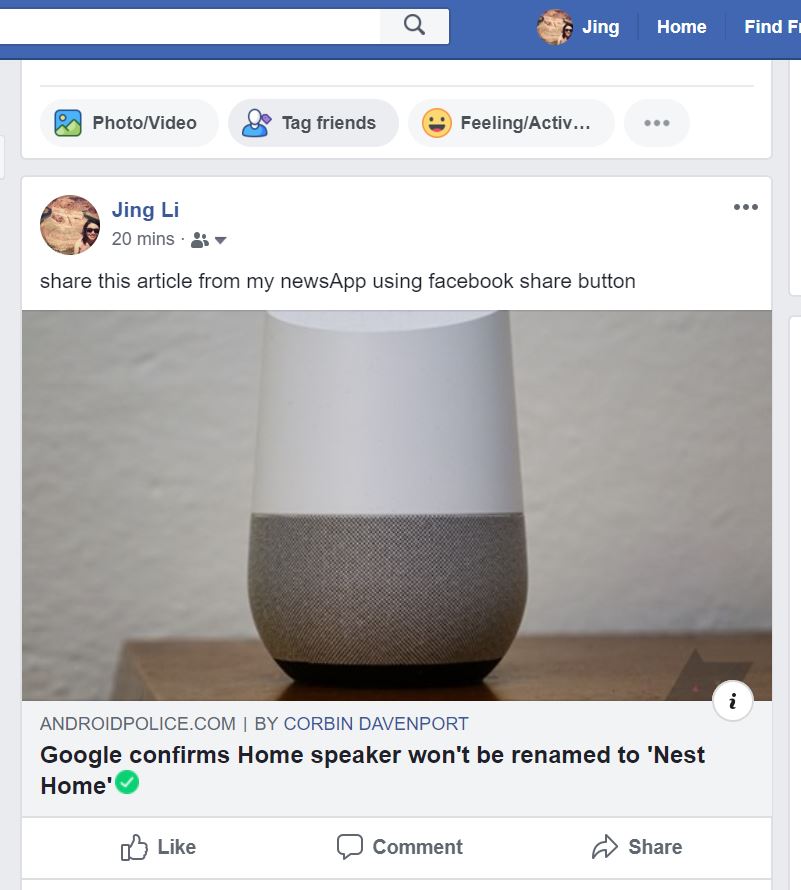 Jing Home Find Fr
Photo/Video Tag friends Feeling/Activ...
Jing Li
20 mins ·
share this article from my newsApp using facebook share button
i
ANDROIDPOLICE.COM | BY CORBIN DAVENPORT
Google confirms Home speaker won't be renamed to 'Nest
Home'
Like Comment Share